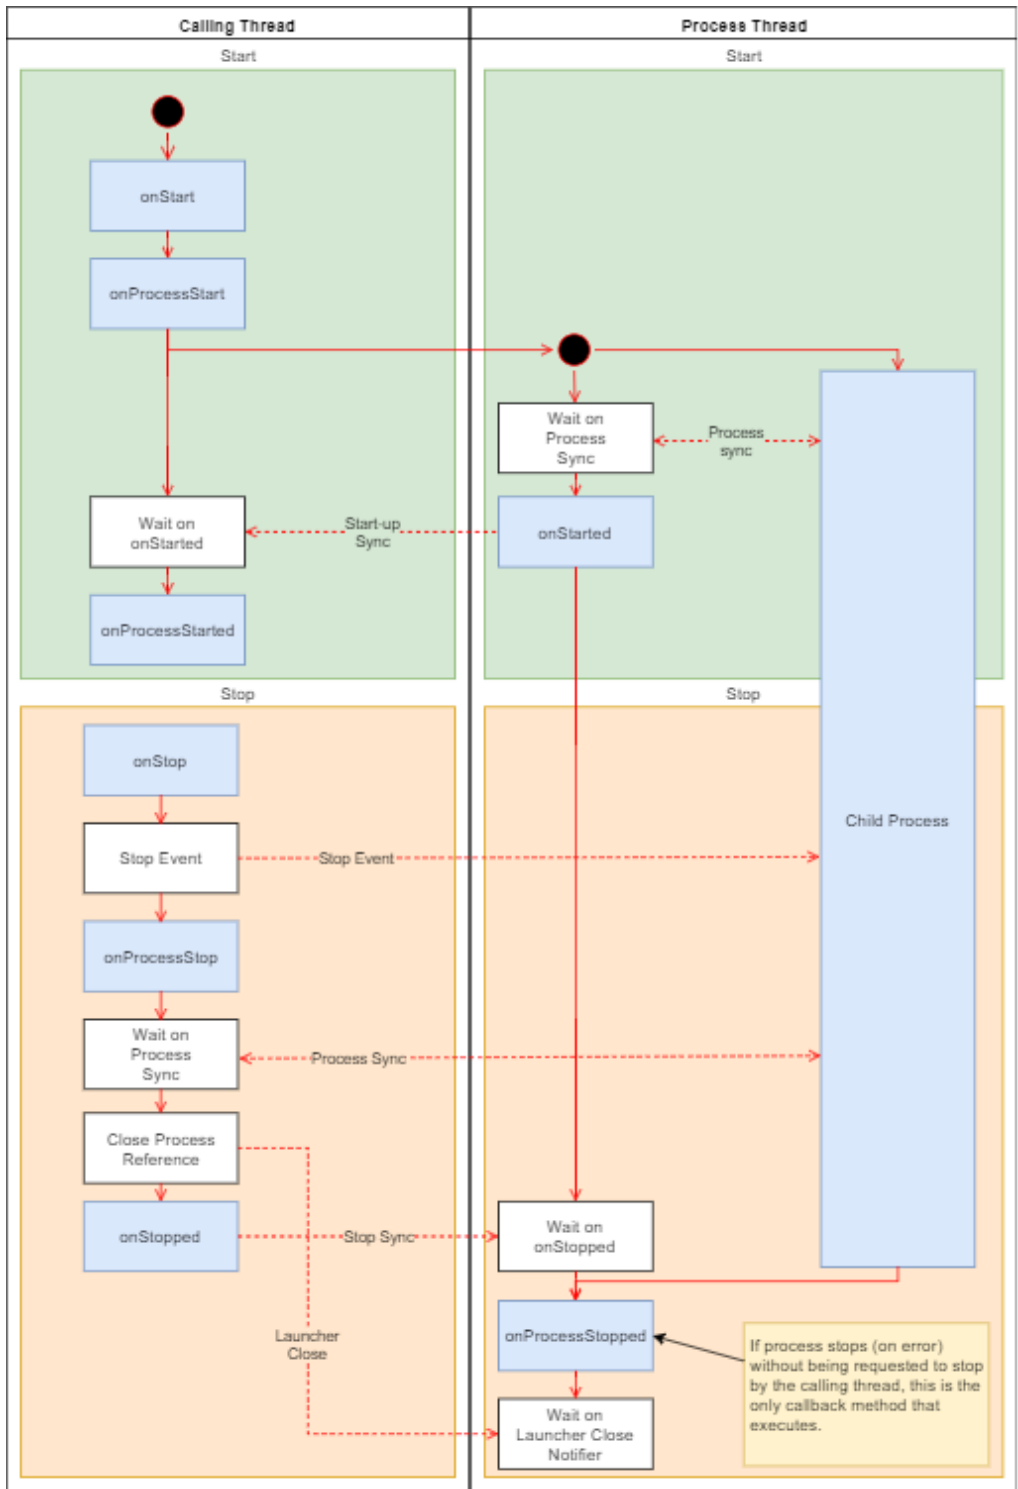 Calling Thread
Process Thread
Start
Start
onStart
onProcessStart
Wait on
Process
Sync
Process
sync
Wait on
onStarted
Start-up
Sync
onStarted
onProcessStarted
Stop
Stop
onStop
Child Process
Stop Event
Stop Event
onProcessStop
Wait on
Process
Sync
Process Sync
Close Process
Reference
onStopped
Stop Sync
Wait on
onStopped
Launcher
Close
onProcessStopped
If process stops (on error)
without being requested to stop
by the calling thread, this is the
only callback method that
executes.
Wait on
Launcher Close
Notifier